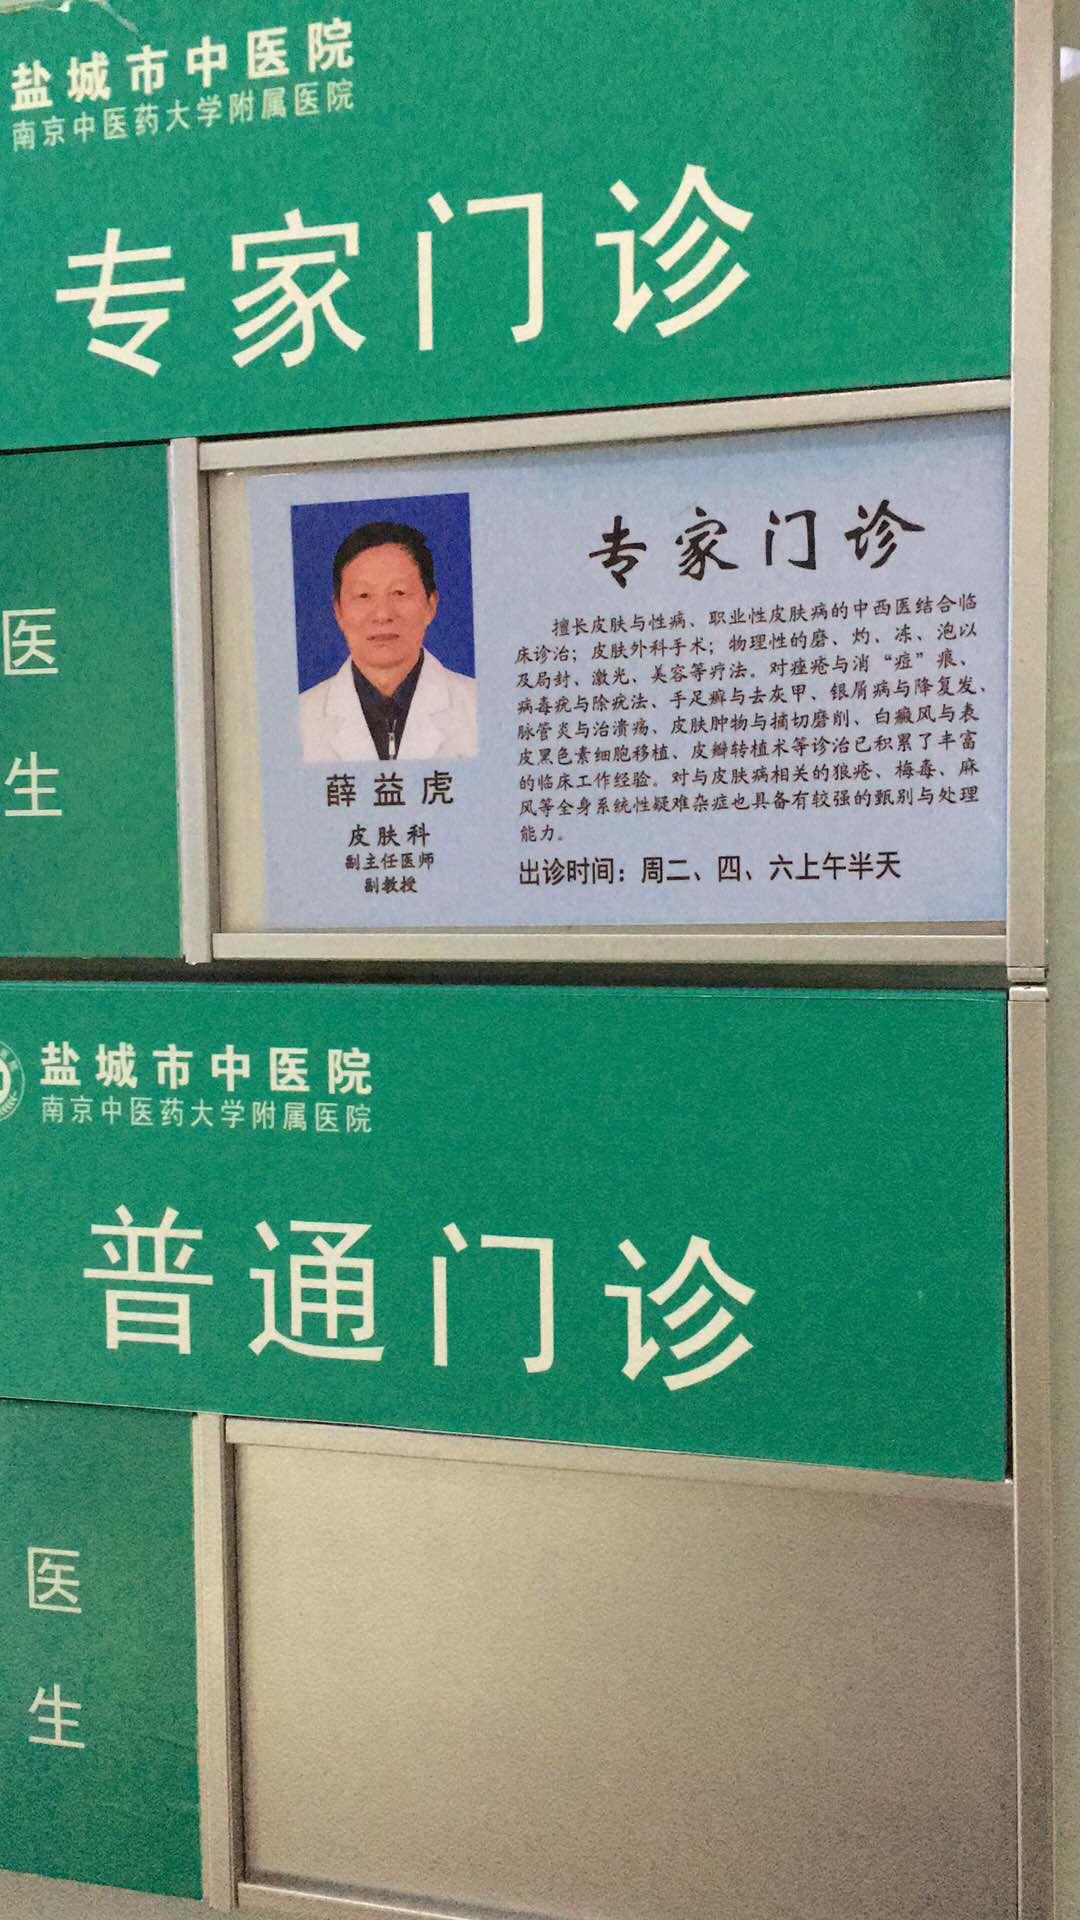 盐城市中医院
南京中医药大学附属医院
专家门诊
医
生
专家门诊
擅长皮肤与性病、职业性皮肤病的中西医结合临
床诊治；皮肤外科手术；物理性的磨、灼、冻、泡以
及局封、激光、美容等疗法。对痤疮与消“痘”痕、
病毒疣与除疣法、手足癣与去灰甲、银屑病与降复发、
脉管炎与治溃疡、皮肤肿物与摘切磨削、白癜风与表
皮黑色素细胞移植、皮瓣转植术等诊治已积累了丰富
的临床工作经验。对与皮肤病相关的狼疮、梅毒、麻
风等全身系统性疑难杂症也具备有较强的甄别与处理
能力。
出诊时间：周二、四、六上午半天
薛益虎
皮肤科
副主任医师
副教授
盐城市中医院
南京中医药大学附属医院
普通门诊
医
生